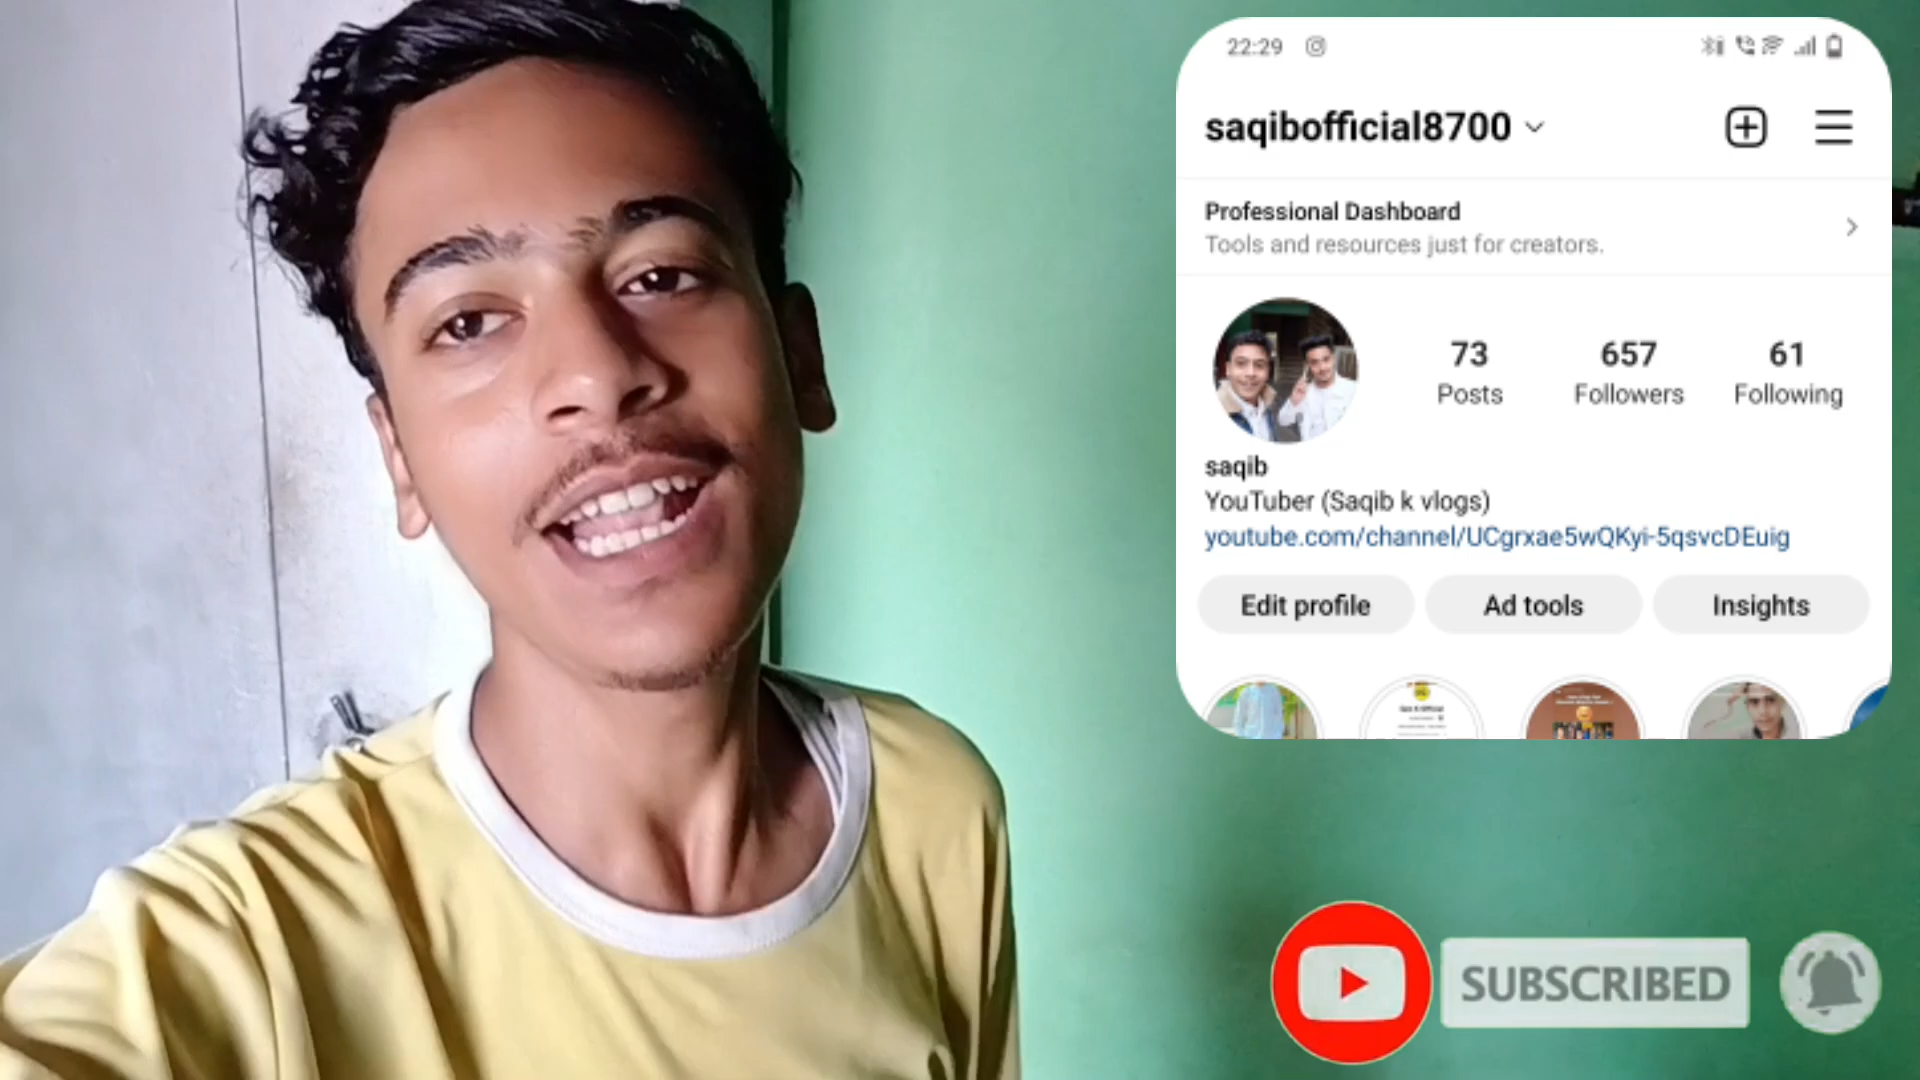 22:29
saqibofficial8700
Professional Dashboard
Tools and resources just for creators.
73 657 61
Posts Followers Following
saqib
YouTuber (Saqib k vlogs)
youtube.com/channel/UCgrxae5wQKyi-5qsvcDEuig
Edit profile Ad tools Insights
SUBSCRIBED